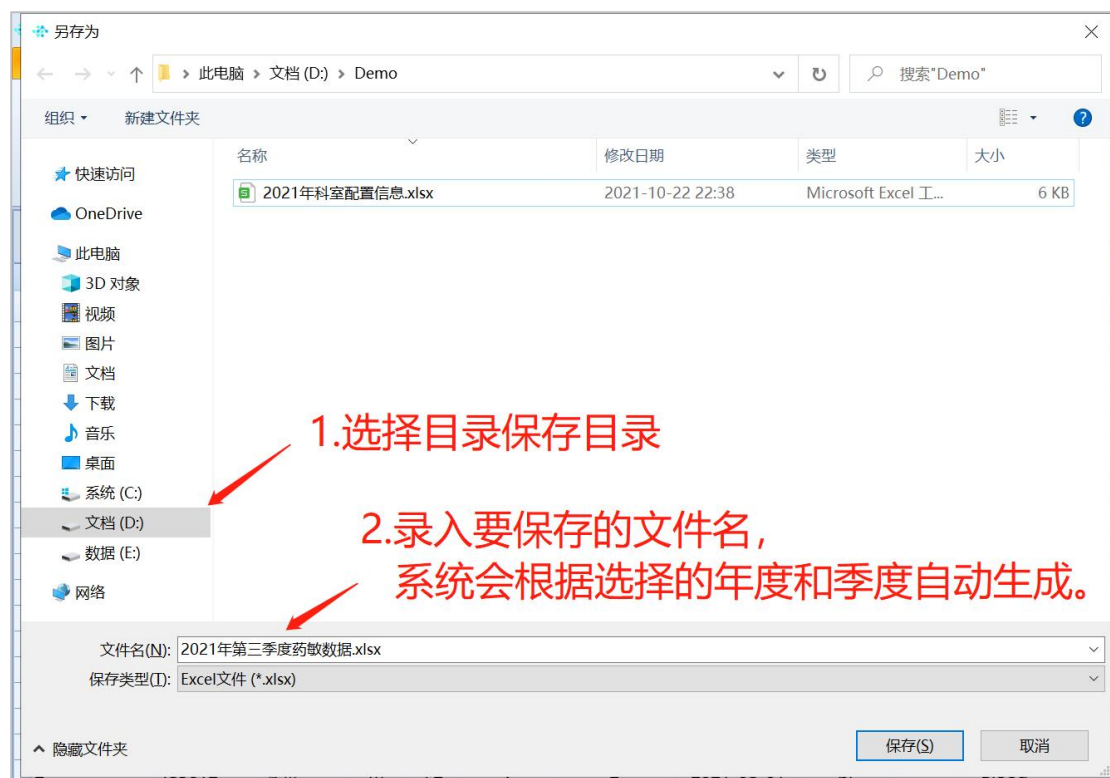 另存为
此电脑 > 文档 (D:) > Demo
搜索"Demo"
组织
新建文件夹
名称
修改日期
类型
大小
快速访问
2021年科室配置信息.xlsx
2021-10-22 22:38
Microsoft Excel 工...
6 KB
OneDrive
此电脑
3D 对象
视频
图片
文档
下载
音乐
桌面
系统 (C:)
文档 (D:)
数据 (E:)
网络
1.选择目录保存目录
2.录入要保存的文件名，
系统会根据选择的年度和季度自动生成。
文件名(N): 2021年第三季度药敏数据.xlsx
保存类型(T): Excel文件 (*.xlsx)
隐藏文件夹
保存(S)
取消